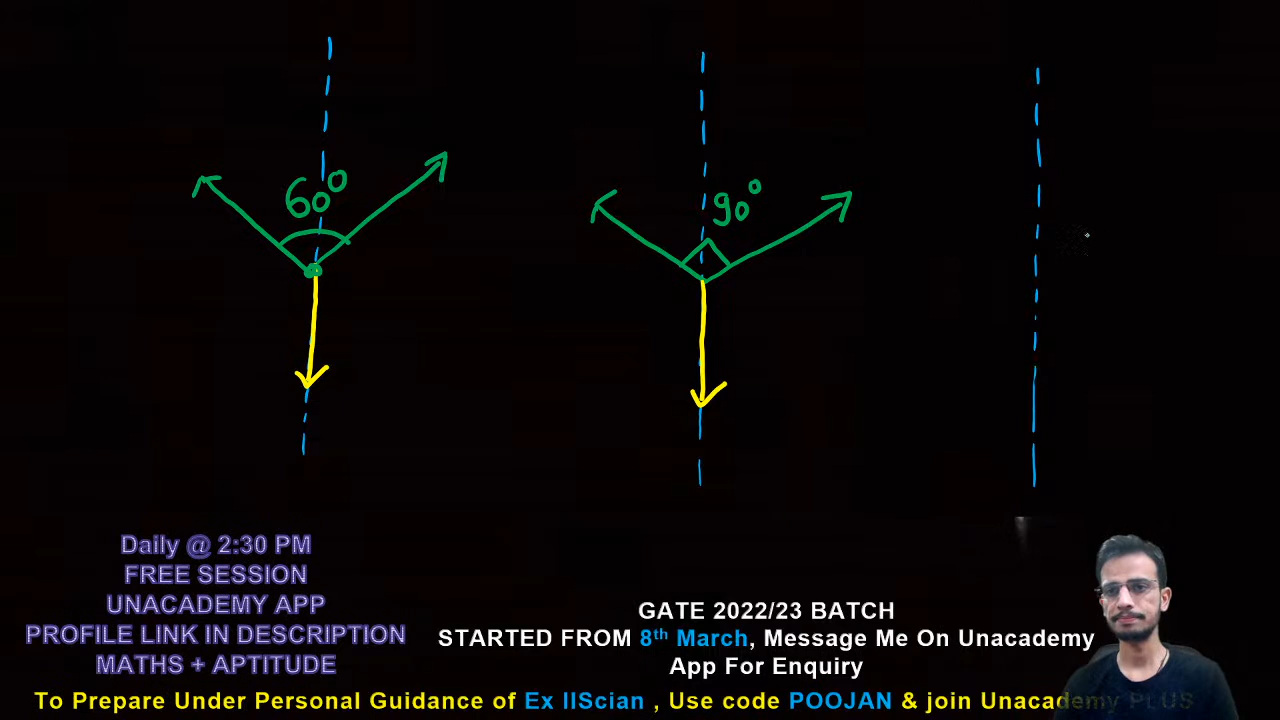 60°
90°
Daily @ 2:30 PM
FREE SESSION
UNACADEMY APP
PROFILE LINK IN DESCRIPTION
MATHS + APTITUDE
GATE 2022/23 BATCH
STARTED FROM 8th March, Message Me On Unacademy
App For Enquiry
To Prepare Under Personal Guidance of Ex IIScian , Use code POOJAN & join Unacademy PLUS